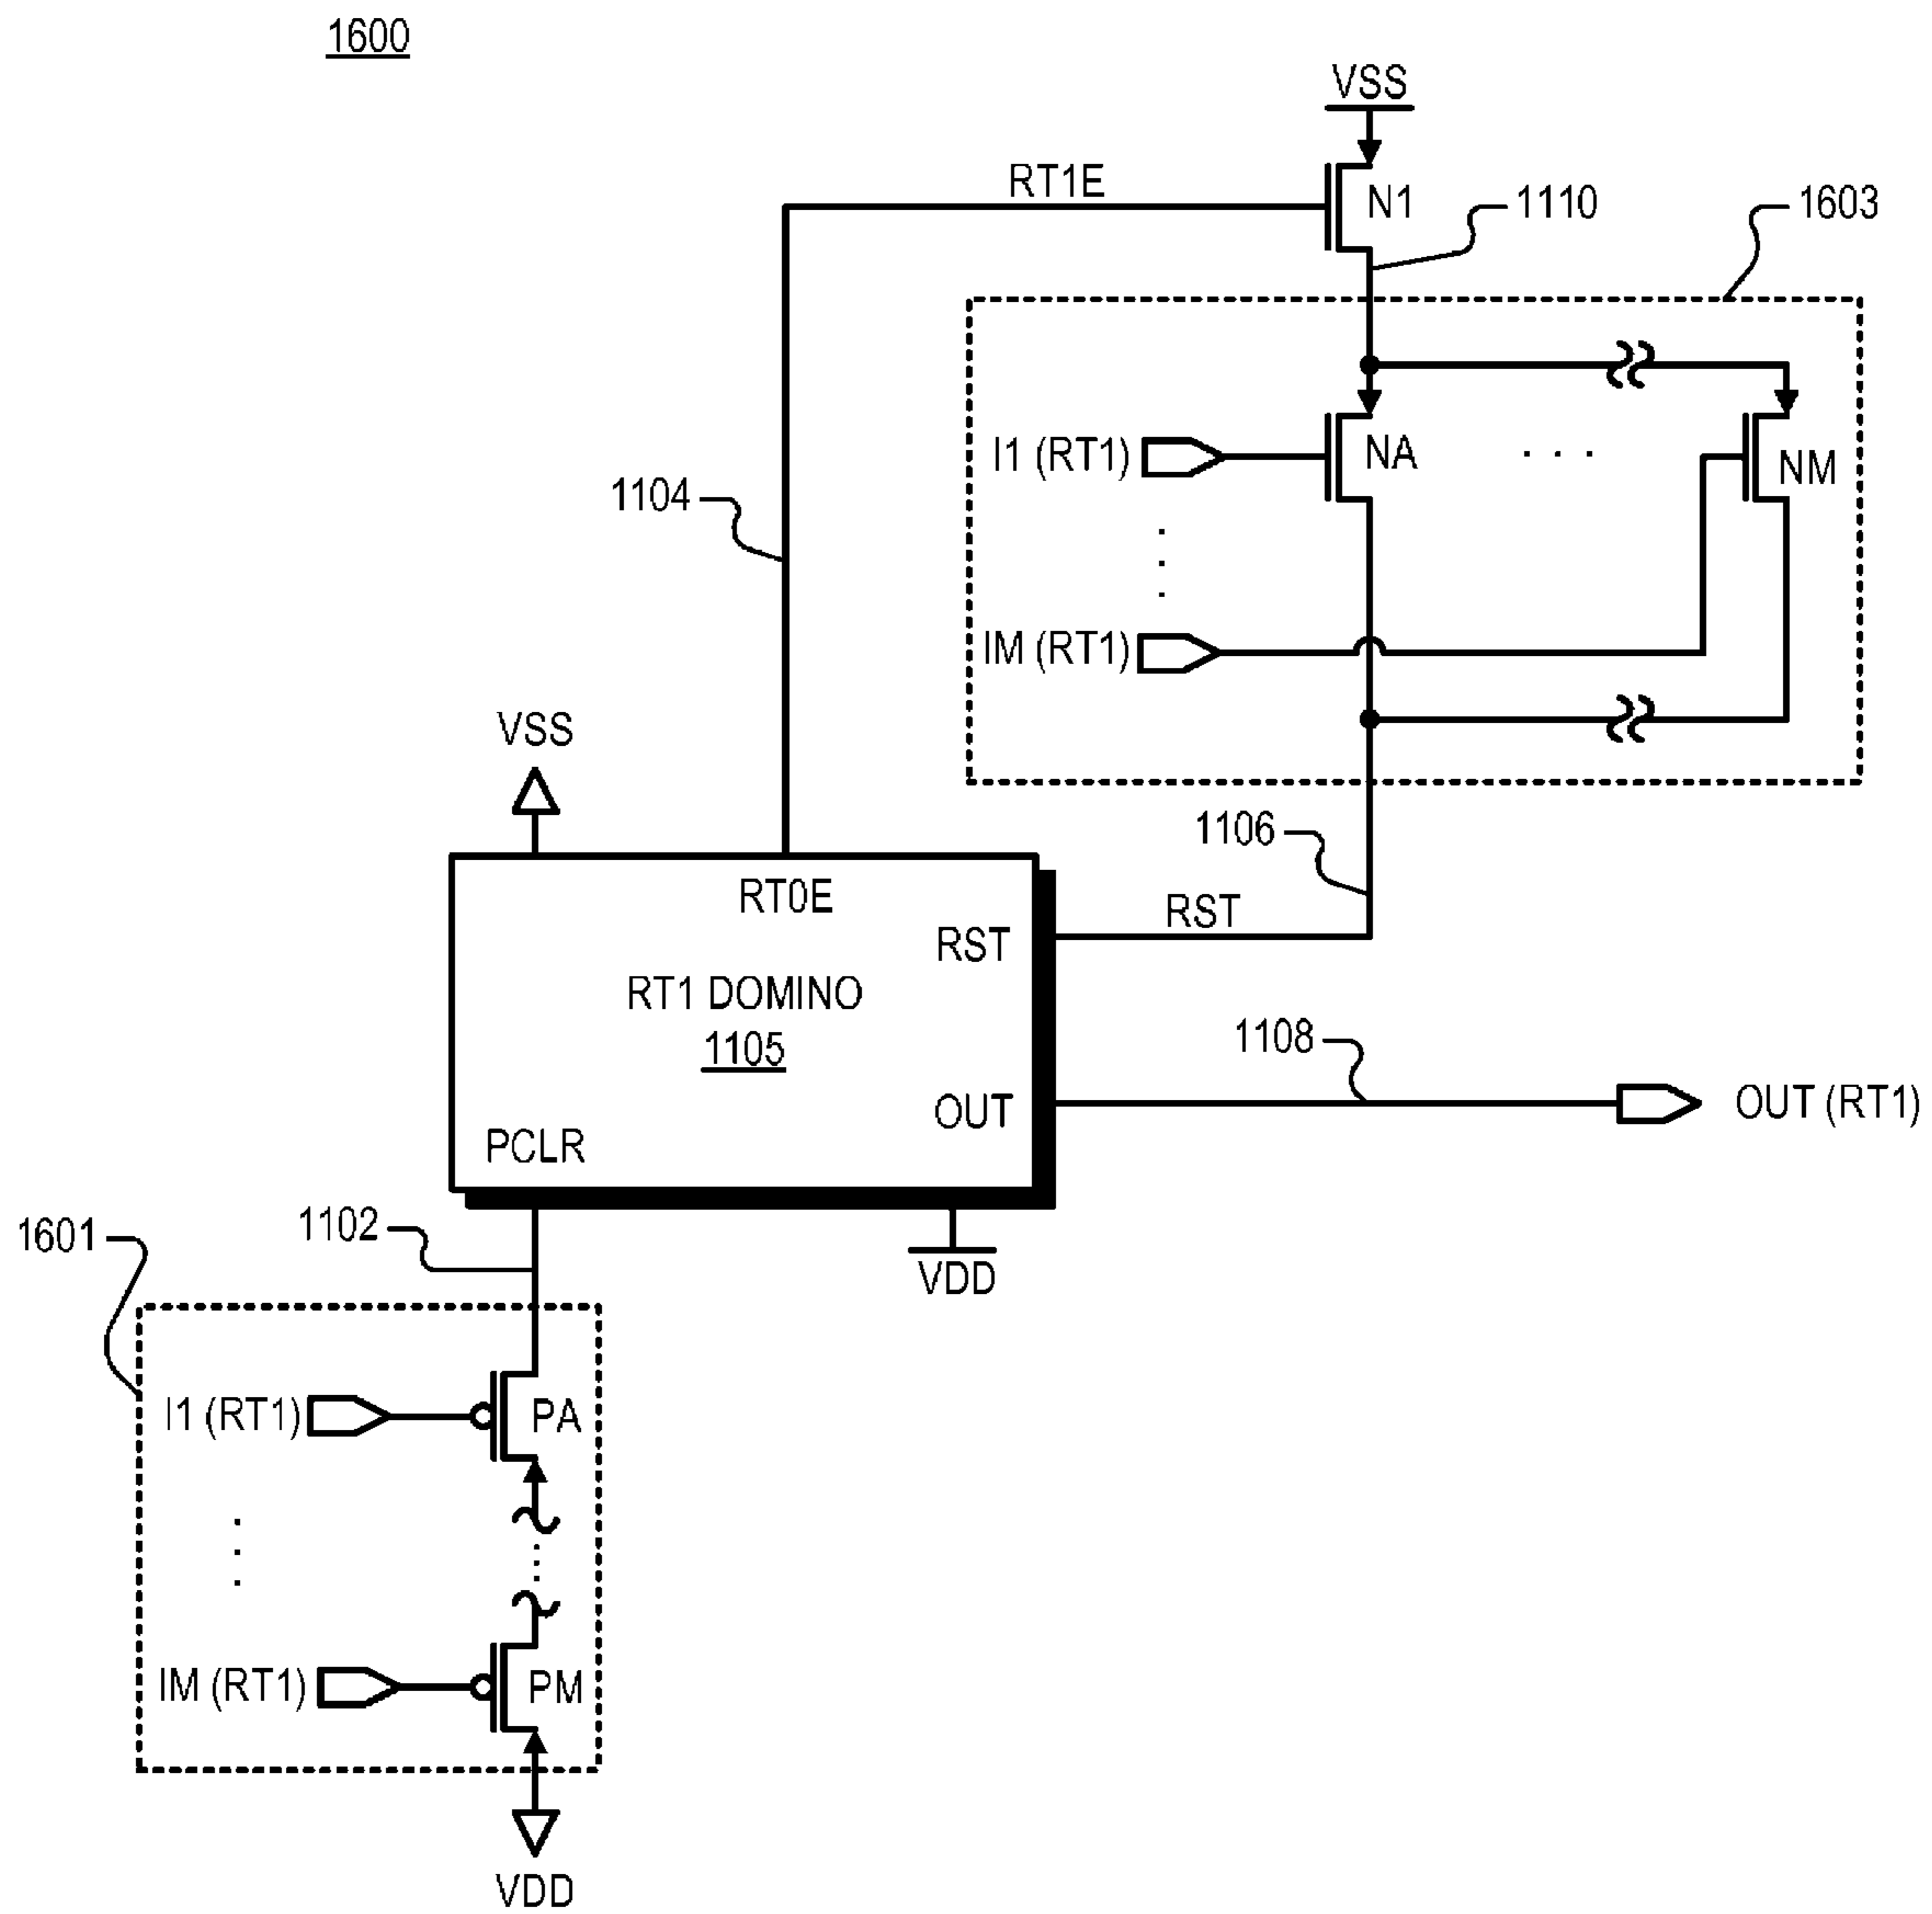 1600
VSS
RT1E
N1
1110
1603
I1 (RT1)
NA
. . .
NM
1104
IM (RT1)
VSS
1106
RT0E
RST
RST
RT1 DOMINO
1105
1108
OUT
OUT (RT1)
PCLR
1601
1102
VDD
I1 (RT1)
PA
IM (RT1)
PM
VDD